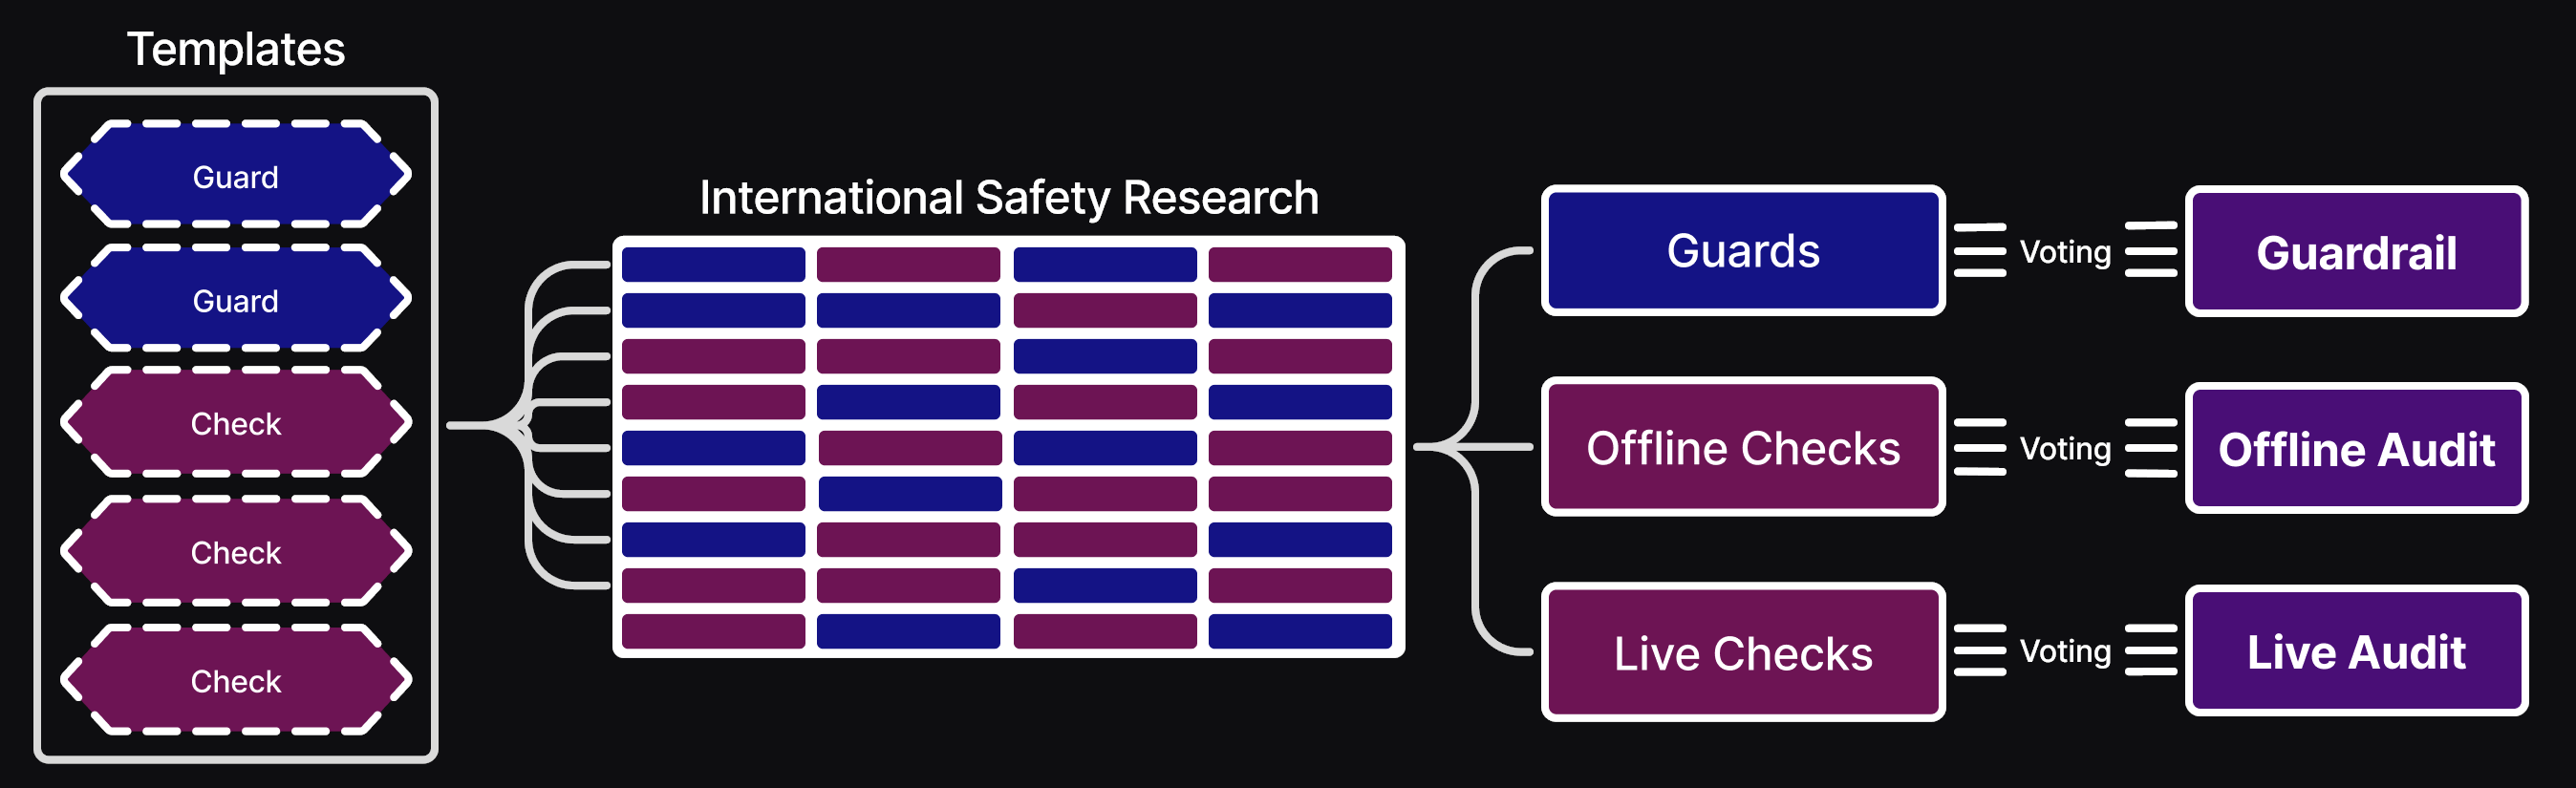 Templates
Guard
Guard
Check
Check
Check
International Safety Research
Guards
Voting
Guardrail
Offline Checks
Voting
Offline Audit
Live Checks
Voting
Live Audit